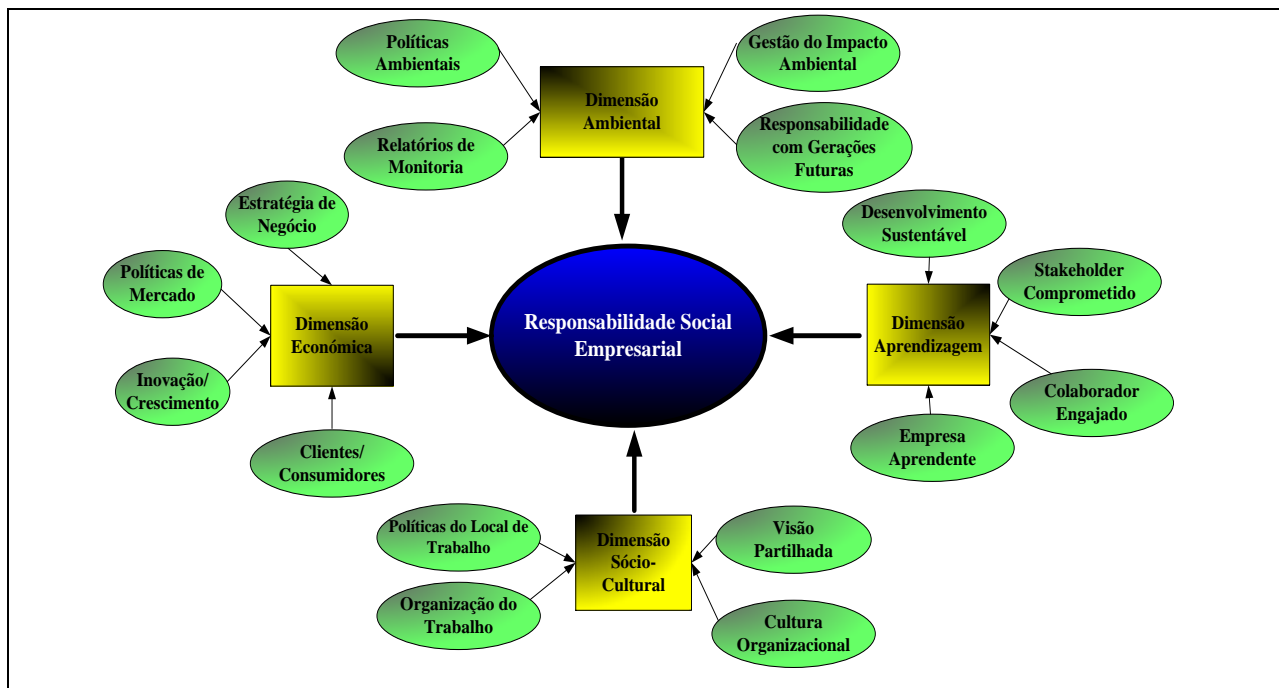 Políticas
Ambientais
Gestão do Impacto
Ambiental
Dimensão
Ambiental
Relatórios de
Monitoria
Responsabilidade
com Gerações
Futuras
Estratégia de
Negócio
Políticas de
Mercado
Dimensão
Económica
Inovação/
Crescimento
Clientes/
Consumidores
Responsabilidade Social
Empresarial
Desenvolvimento
Sustentável
Stakeholder
Comprometido
Dimensão
Aprendizagem
Colaborador
Engajado
Empresa
Aprendente
Políticas do Local de
Trabalho
Dimensão
Sócio-
Cultural
Visão
Partilhada
Organização do
Trabalho
Cultura
Organizacional